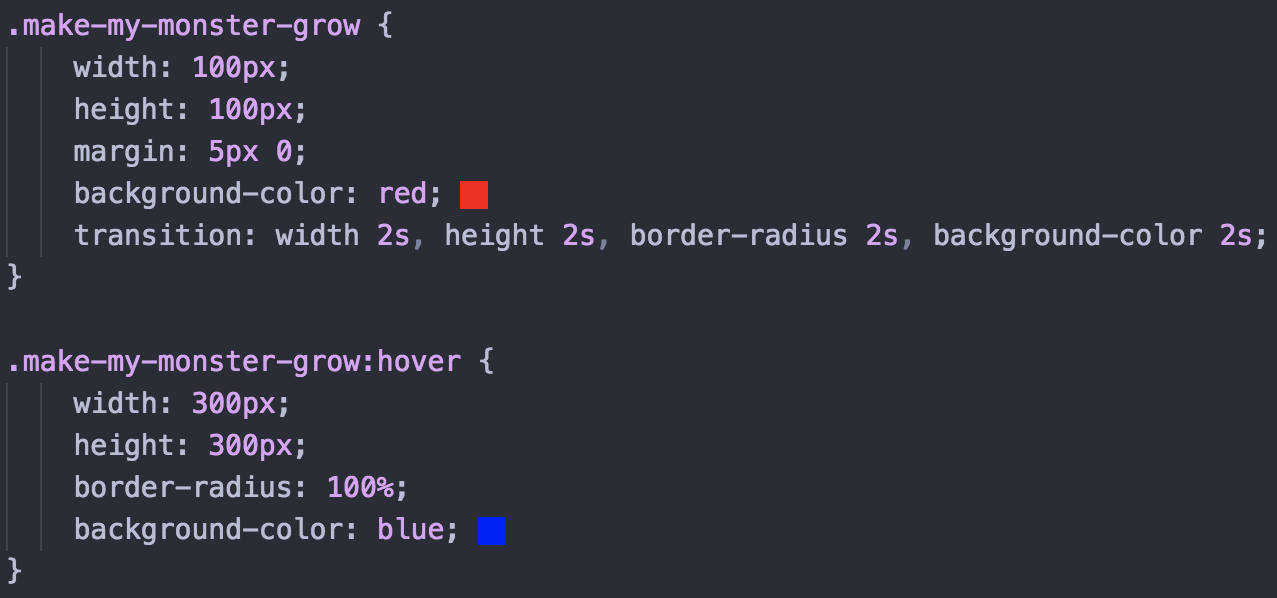 .make-my-monster-grow {
    width: 100px;
    height: 100px;
    margin: 5px 0;
    background-color: red;
    transition: width 2s, height 2s, border-radius 2s, background-color 2s;
}

.make-my-monster-grow:hover {
    width: 300px;
    height: 300px;
    border-radius: 100%;
    background-color: blue;
}